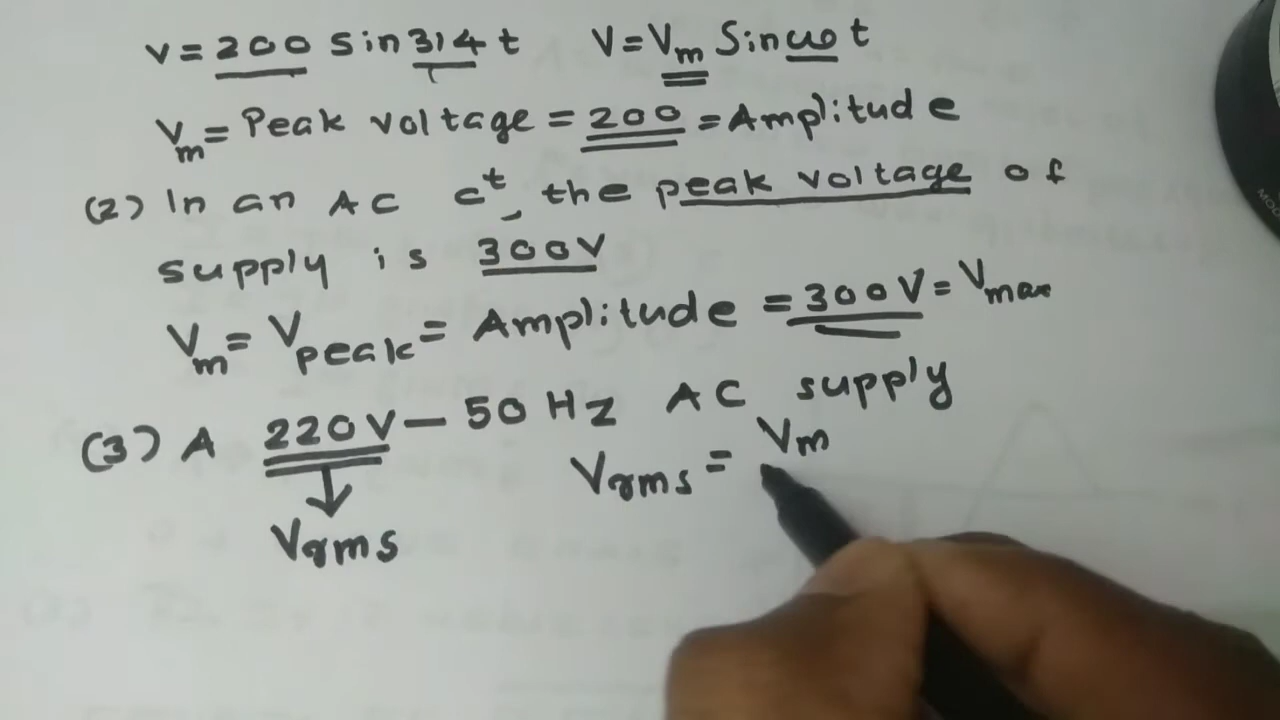 V = 200 sin 314 t V = Vm Sin ωt
Vm = Peak voltage = 200 = Amplitude
(2) In an AC ct, the peak voltage of
supply is 300V
Vm = Vpeak = Amplitude = 300V = Vmax
(3) A 220V – 50 Hz AC supply
Vrms = Vm
Vrms